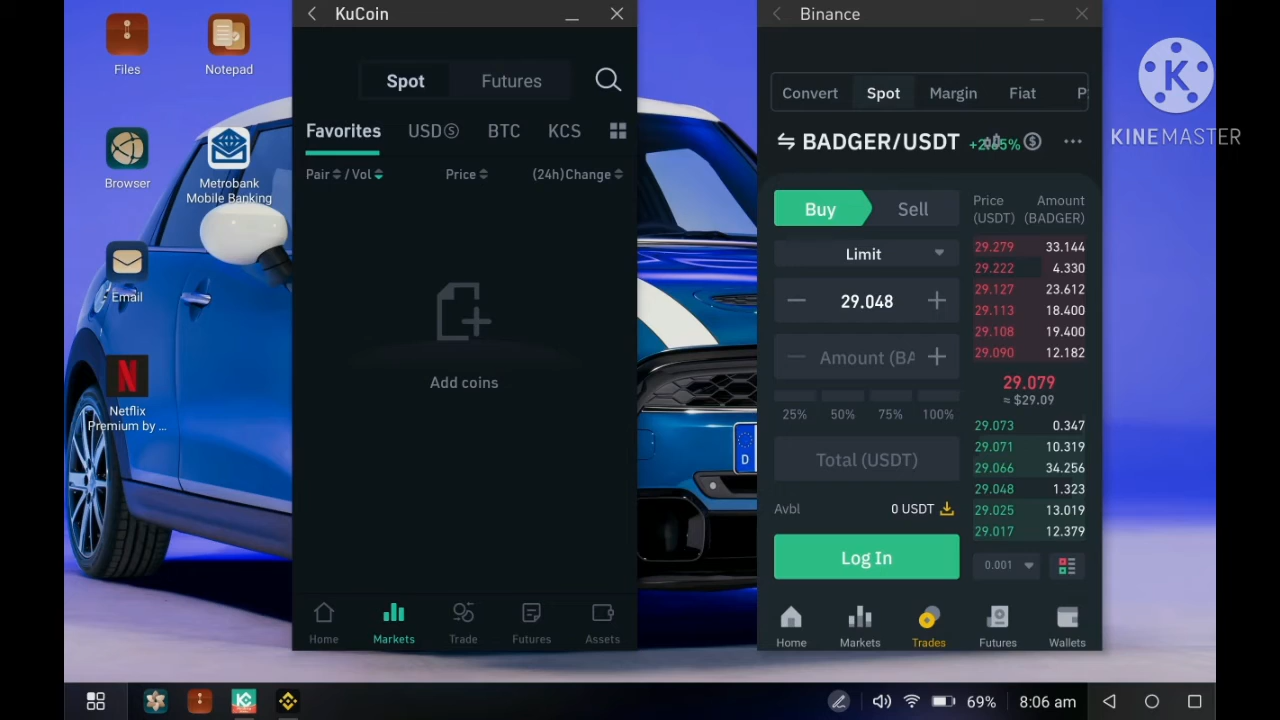 Files
Notepad
Browser
Metrobank
Mobile Banking
Email
Netflix
Premium by ...
KuCoin
Spot
Futures
Favorites
USDⓈ
BTC
KCS
Pair / Vol
Price
(24h)Change
Add coins
Home
Markets
Trade
Futures
Assets
Binance
Convert
Spot
Margin
Fiat
P
BADGER/USDT
Buy
Sell
Limit
29.048
Amount (BA
25% 50% 75% 100%
Total (USDT)
Avbl
0 USDT
Log In
Price
(USDT)
Amount
(BADGER)
29.279 33.144
29.222 4.330
29.127 23.612
29.113 18.400
29.108 19.400
29.090 12.182
29.079
≈ $29.09
29.073 0.347
29.071 10.319
29.066 34.256
29.048 1.323
29.025 13.019
29.017 12.379
0.001
Home
Markets
Trades
Futures
Wallets
K
KINEMASTER
69%
8:06 am
D